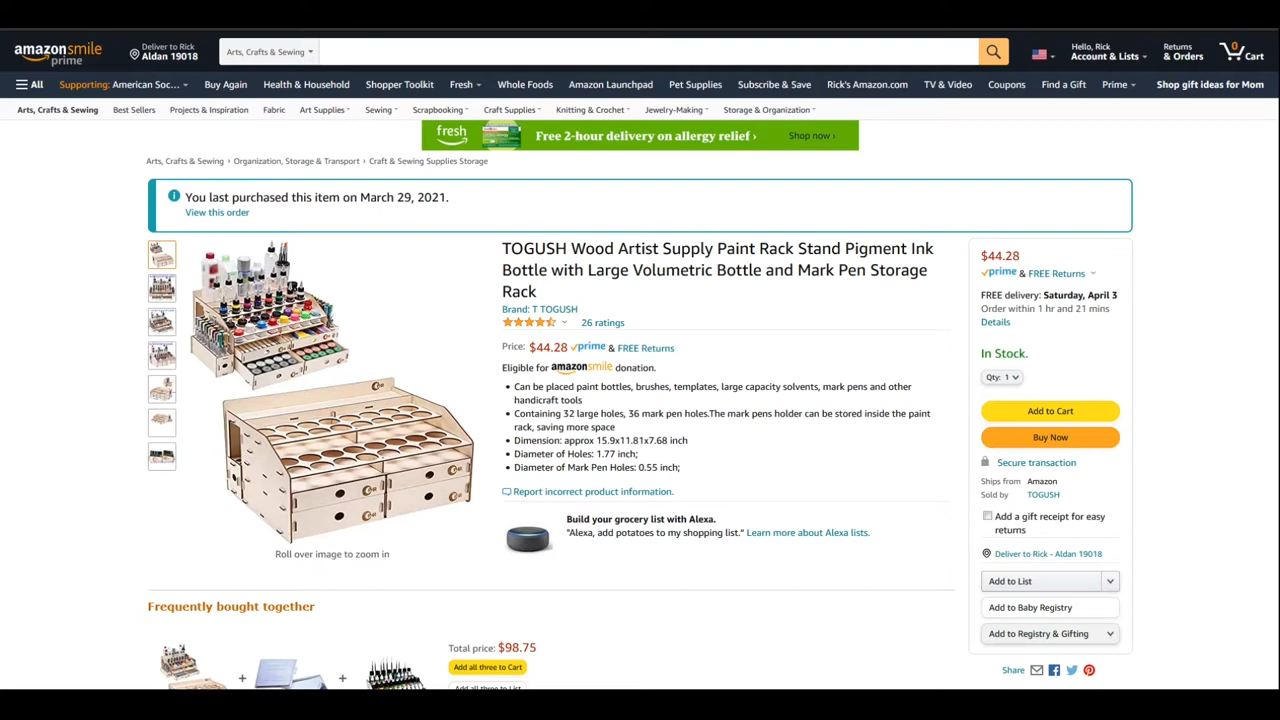 amazonsmile
prime
Deliver to Rick
Aldan 19018
Arts, Crafts & Sewing
Hello, Rick
Account & Lists
Returns
& Orders
0
Cart
All
Supporting: American Soc...
Buy Again
Health & Household
Shopper Toolkit
Fresh
Whole Foods
Amazon Launchpad
Pet Supplies
Subscribe & Save
Rick's Amazon.com
TV & Video
Coupons
Find a Gift
Prime
Shop gift ideas for Mom
Arts, Crafts & Sewing
Best Sellers
Projects & Inspiration
Fabric
Art Supplies
Sewing
Scrapbooking
Craft Supplies
Knitting & Crochet
Jewelry-Making
Storage & Organization
fresh
Free 2-hour delivery on allergy relief ›
Shop now ›
Arts, Crafts & Sewing › Organization, Storage & Transport › Craft & Sewing Supplies Storage
You last purchased this item on March 29, 2021.
View this order
TOGUSH Wood Artist Supply Paint Rack Stand Pigment Ink
Bottle with Large Volumetric Bottle and Mark Pen Storage
Rack
Brand: T TOGUSH
26 ratings
Price: $44.28 prime & FREE Returns
Eligible for amazonsmile donation.
• Can be placed paint bottles, brushes, templates, large capacity solvents, mark pens and other
handicraft tools
• Containing 32 large holes, 36 mark pen holes.The mark pens holder can be stored inside the paint
rack, saving more space
• Dimension: approx 15.9x11.81x7.68 inch
• Diameter of Holes: 1.77 inch;
• Diameter of Mark Pen Holes: 0.55 inch;
Report incorrect product information.
Build your grocery list with Alexa.
"Alexa, add potatoes to my shopping list." Learn more about Alexa lists.
Roll over image to zoom in
$44.28
prime & FREE Returns
FREE delivery: Saturday, April 3
Order within 1 hr and 21 mins
Details
In Stock.
Qty: 1
Add to Cart
Buy Now
Secure transaction
Ships from Amazon
Sold by TOGUSH
Add a gift receipt for easy
returns
Deliver to Rick - Aldan 19018
Add to List
Add to Baby Registry
Add to Registry & Gifting
Share
Frequently bought together
+
+
Total price: $98.75
Add all three to Cart
Add all three to List